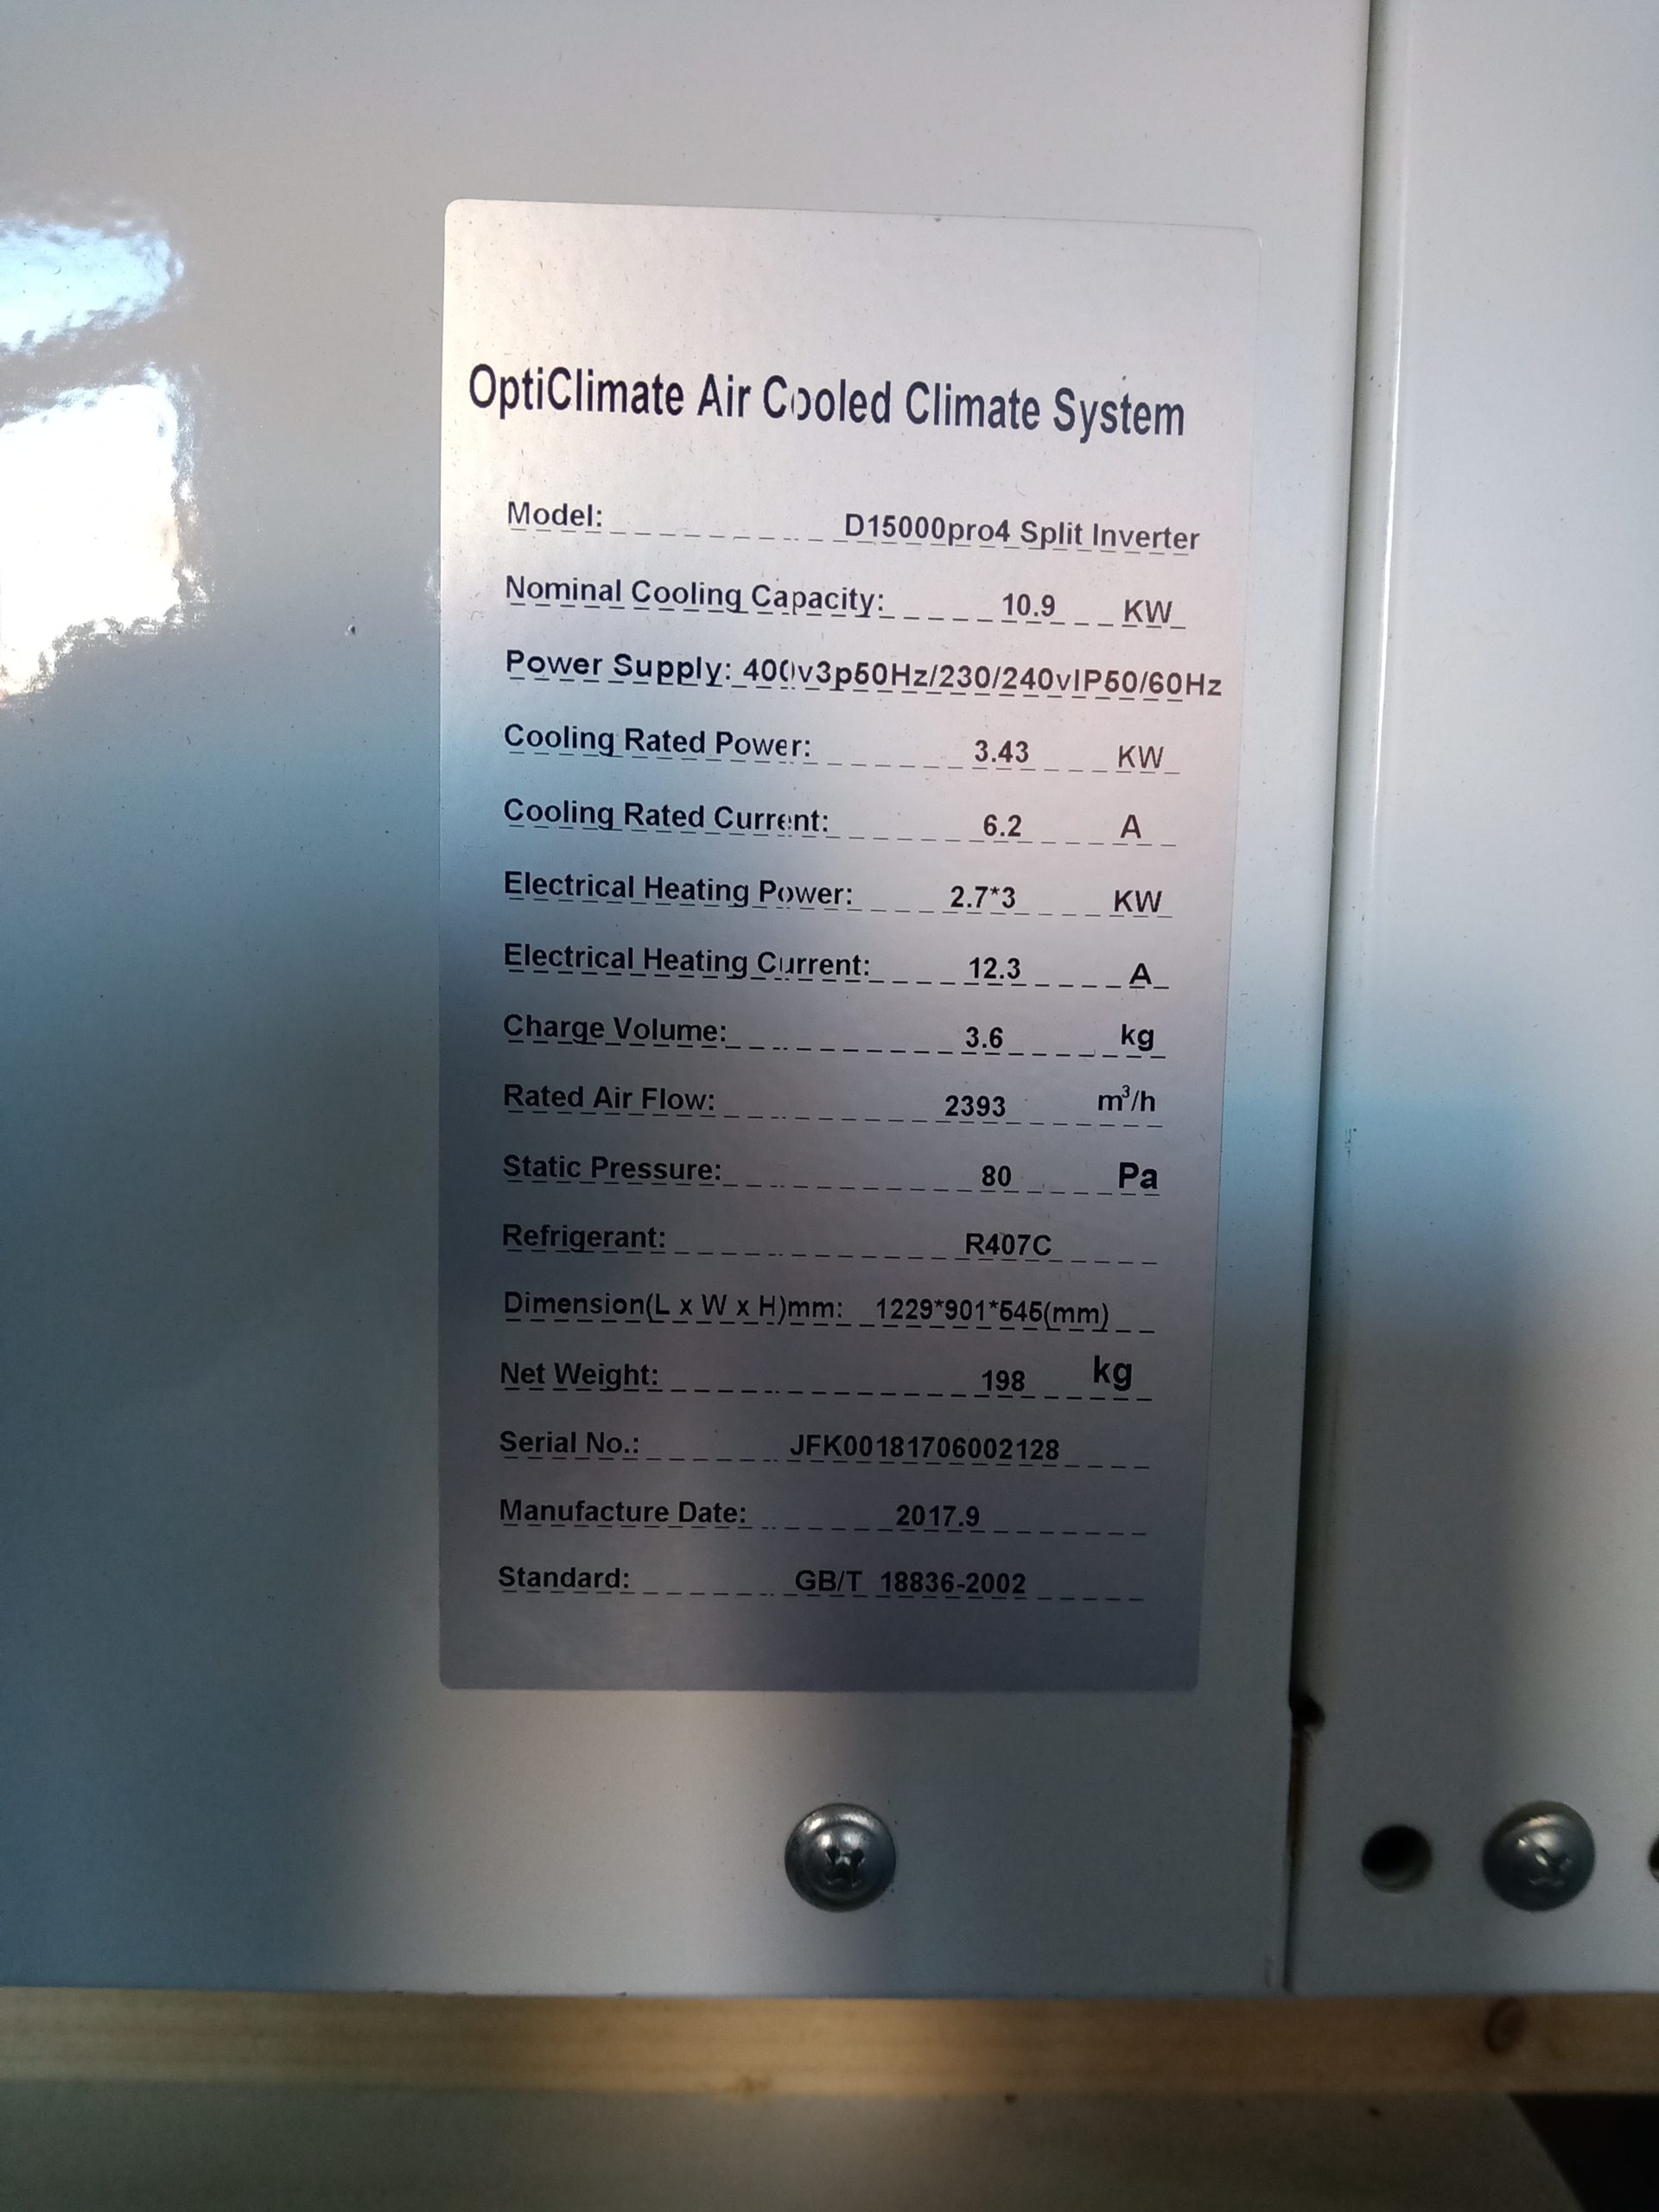 OptiClimate Air Cooled Climate System
Model: D15000pro4 Split Inverter
Nominal Cooling Capacity: 10.9 KW
Power Supply: 400v3p50Hz/230/240vIP50/60Hz
Cooling Rated Power: 3.43 KW
Cooling Rated Current: 6.2 A
Electrical Heating Power: 2.7*3 KW
Electrical Heating Current: 12.3 A
Charge Volume: 3.6 kg
Rated Air Flow: 2393 m³/h
Static Pressure: 80 Pa
Refrigerant: R407C
Dimension(L x W x H)mm: 1229*901*545(mm)
Net Weight: 198 kg
Serial No.: JFK00181706002128
Manufacture Date: 2017.9
Standard: GB/T 18836-2002